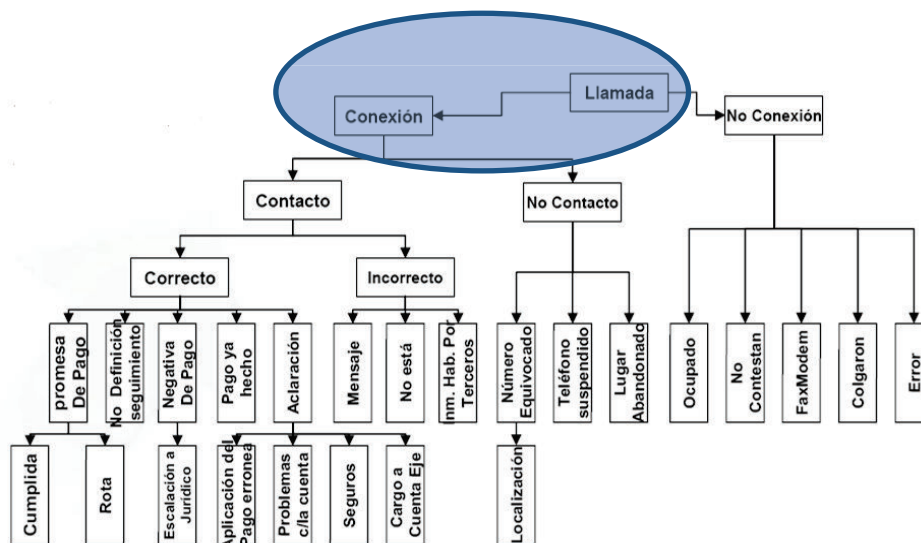 Llamada
Conexión
No Conexión
Contacto
No Contacto
Correcto
Incorrecto
promesa
De Pago
No Definición
seguimiento
Negativa
De Pago
Pago ya
hecho
Aclaración
Mensaje
No está
Inm. Hab. Por
Terceros
Número
Equivocado
Teléfono
suspendido
Lugar
Abandonado
Ocupado
No
Contestan
FaxModem
Colgaron
Error
Cumplida
Rota
Escalación a
Jurídico
Aplicación del
Pago erronea
Problemas
c/la cuenta
Seguros
Cargo a
Cuenta Eje
Localización